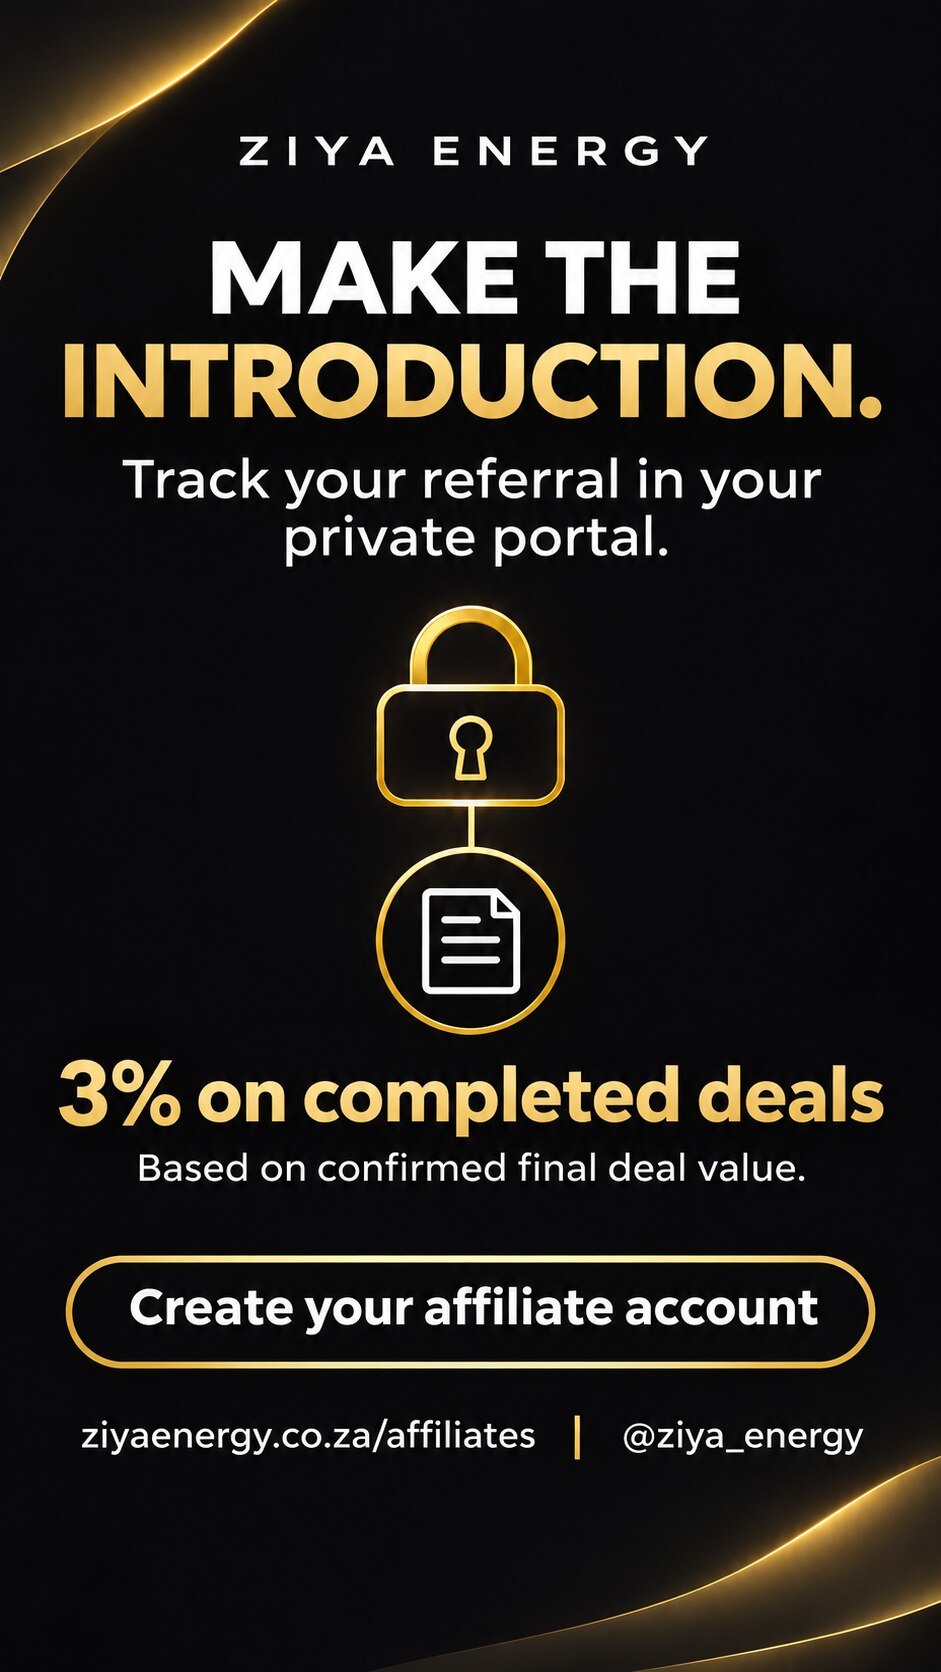 ZIYA ENERGY
MAKE THE
INTRODUCTION.
Track your referral in your
private portal.
3% on completed deals
Based on confirmed final deal value.
Create your affiliate account
ziyaenergy.co.za/affiliates | @ziya_energy